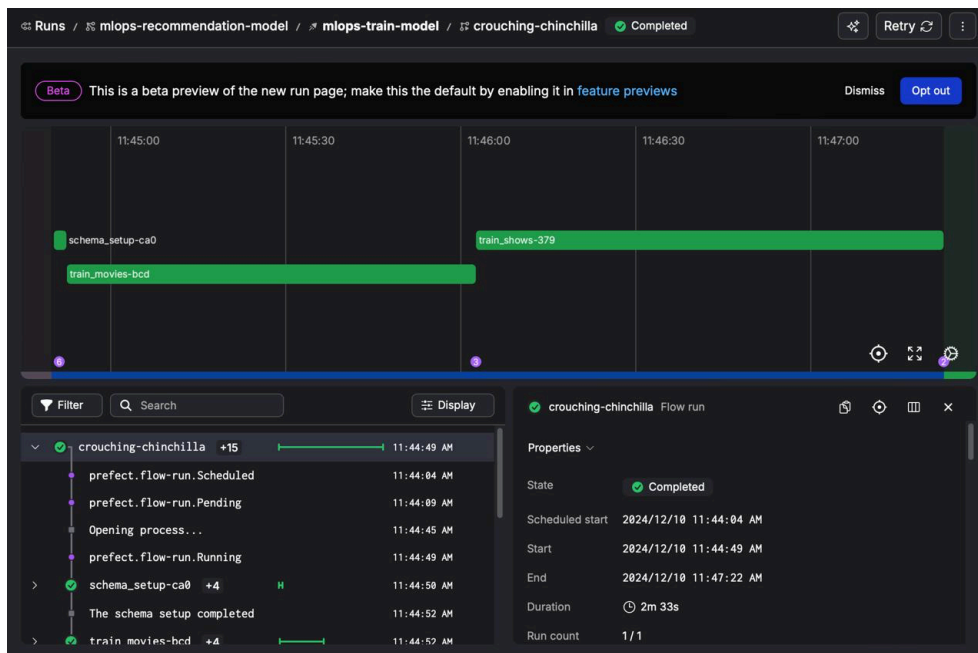 Runs / mlops-recommendation-model / mlops-train-model / crouching-chinchilla Completed Retry
Beta This is a beta preview of the new run page; make this the default by enabling it in feature previews Dismiss Opt out
11:45:00 11:45:30 11:46:00 11:46:30 11:47:00
schema_setup-ca0 train_shows-379
train_movies-bcd
6 3 2
Filter Search Display
crouching-chinchilla +15 11:44:49 AM
prefect.flow-run.Scheduled 11:44:04 AM
prefect.flow-run.Pending 11:44:09 AM
Opening process... 11:44:45 AM
prefect.flow-run.Running 11:44:49 AM
schema_setup-ca0 +4 11:44:50 AM
The schema setup completed 11:44:52 AM
train_movies-bcd +4 11:44:52 AM
crouching-chinchilla Flow run
Properties
State Completed
Scheduled start 2024/12/10 11:44:04 AM
Start 2024/12/10 11:44:49 AM
End 2024/12/10 11:47:22 AM
Duration 2m 33s
Run count 1/1